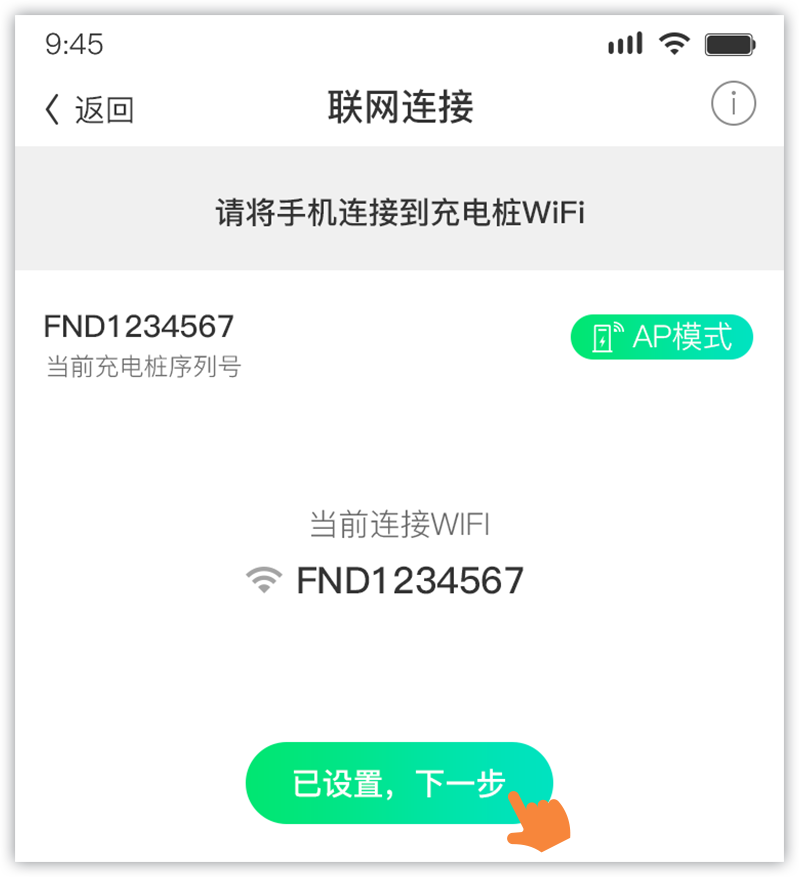 9:45
返回
联网连接
请将手机连接到充电桩WiFi
FND1234567
AP模式
当前充电桩序列号
当前连接WIFI
FND1234567
已设置，下一步